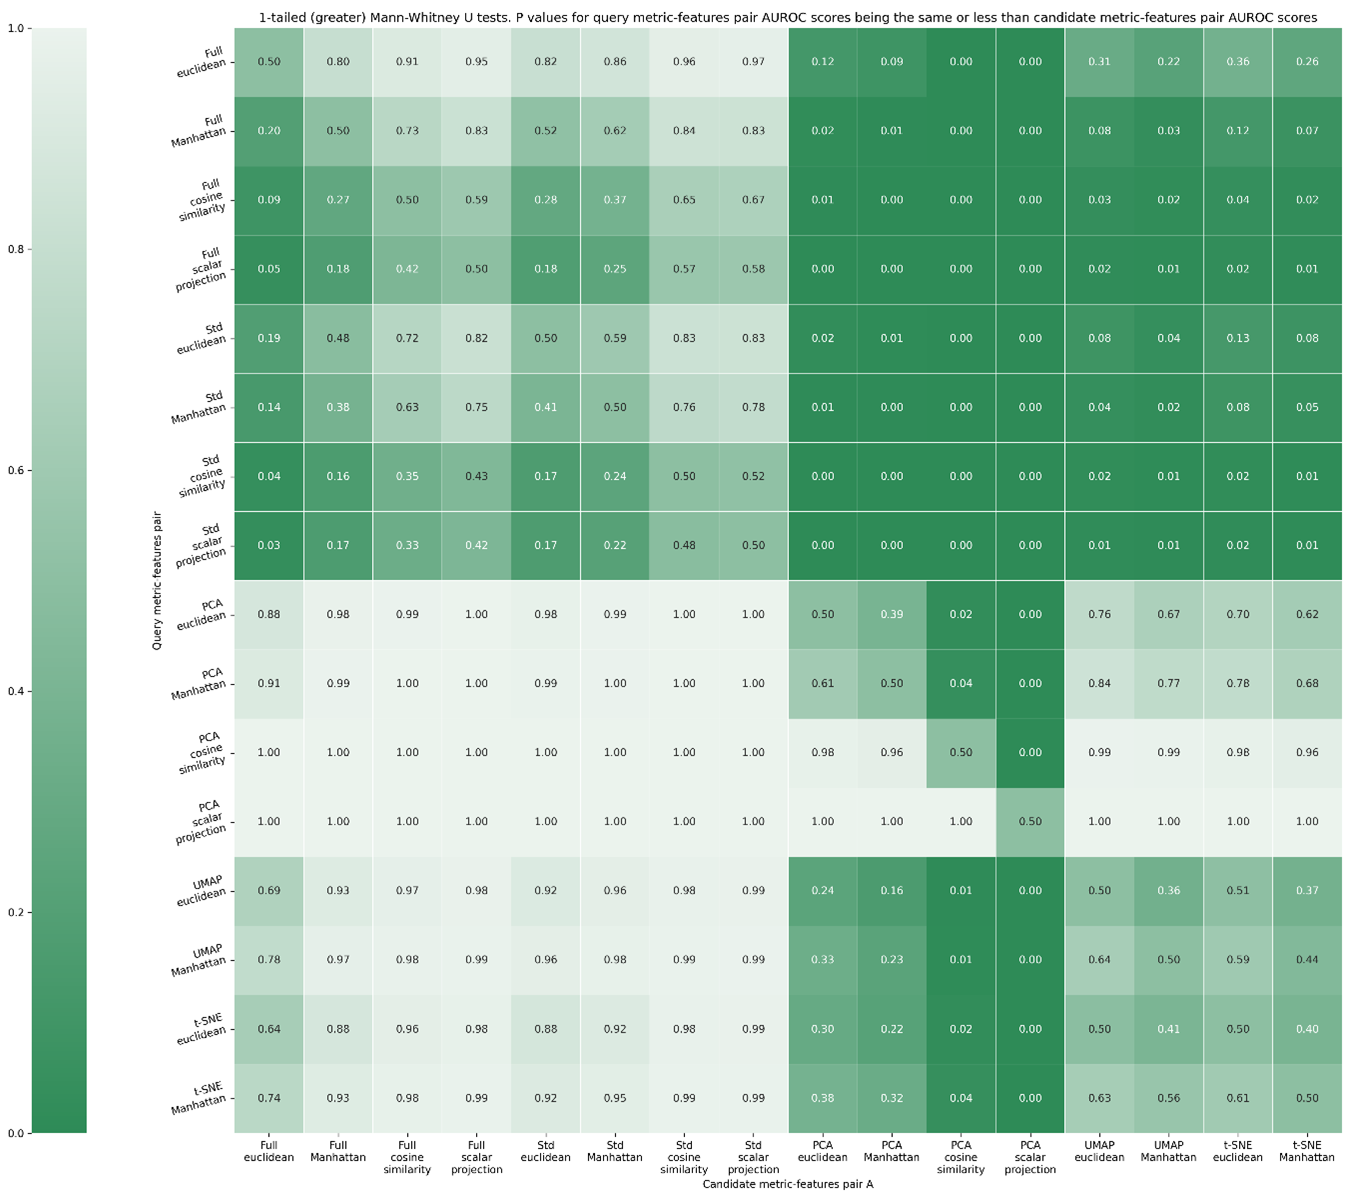 1-tailed (greater) Mann-Whitney U tests. P values for query metric-features pair AUROC scores being the same or less than candidate metric-features pair AUROC scores
1.0
0.8
0.6
0.4
0.2
0.0
Query metric-features pair
Full
euclidean
0.50 0.80 0.91 0.95 0.82 0.86 0.96 0.97 0.12 0.09 0.00 0.00 0.31 0.22 0.36 0.26
Full
Manhattan
0.20 0.50 0.73 0.83 0.52 0.62 0.84 0.83 0.02 0.01 0.00 0.00 0.08 0.03 0.12 0.07
Full
cosine
similarity
0.09 0.27 0.50 0.59 0.28 0.37 0.65 0.67 0.01 0.00 0.00 0.00 0.03 0.02 0.04 0.02
Full
scalar
projection
0.05 0.18 0.42 0.50 0.18 0.25 0.57 0.58 0.00 0.00 0.00 0.00 0.02 0.01 0.02 0.01
Std
euclidean
0.19 0.48 0.72 0.82 0.50 0.59 0.83 0.83 0.02 0.01 0.00 0.00 0.08 0.04 0.13 0.08
Std
Manhattan
0.14 0.38 0.63 0.75 0.41 0.50 0.76 0.78 0.01 0.00 0.00 0.00 0.04 0.02 0.08 0.05
Std
cosine
similarity
0.04 0.16 0.35 0.43 0.17 0.24 0.50 0.52 0.00 0.00 0.00 0.00 0.02 0.01 0.02 0.01
Std
scalar
projection
0.03 0.17 0.33 0.42 0.17 0.22 0.48 0.50 0.00 0.00 0.00 0.00 0.01 0.01 0.02 0.01
PCA
euclidean
0.88 0.98 0.99 1.00 0.98 0.99 1.00 1.00 0.50 0.39 0.02 0.00 0.76 0.67 0.70 0.62
PCA
Manhattan
0.91 0.99 1.00 1.00 0.99 1.00 1.00 1.00 0.61 0.50 0.04 0.00 0.84 0.77 0.78 0.68
PCA
cosine
similarity
1.00 1.00 1.00 1.00 1.00 1.00 1.00 1.00 0.98 0.96 0.50 0.00 0.99 0.99 0.98 0.96
PCA
scalar
projection
1.00 1.00 1.00 1.00 1.00 1.00 1.00 1.00 1.00 1.00 1.00 0.50 1.00 1.00 1.00 1.00
UMAP
euclidean
0.69 0.93 0.97 0.98 0.92 0.96 0.98 0.99 0.24 0.16 0.01 0.00 0.50 0.36 0.51 0.37
UMAP
Manhattan
0.78 0.97 0.98 0.99 0.96 0.98 0.99 0.99 0.33 0.23 0.01 0.00 0.64 0.50 0.59 0.44
t-SNE
euclidean
0.64 0.88 0.96 0.98 0.88 0.92 0.98 0.99 0.30 0.22 0.02 0.00 0.50 0.41 0.50 0.40
t-SNE
Manhattan
0.74 0.93 0.98 0.99 0.92 0.95 0.99 0.99 0.38 0.32 0.04 0.00 0.63 0.56 0.61 0.50
Full Full Full Full Std Std Std Std PCA PCA PCA PCA UMAP UMAP t-SNE t-SNE
euclidean Manhattan cosine scalar euclidean Manhattan cosine scalar euclidean Manhattan cosine scalar euclidean Manhattan euclidean Manhattan
similarity projection similarity projection similarity projection
Candidate metric-features pair A